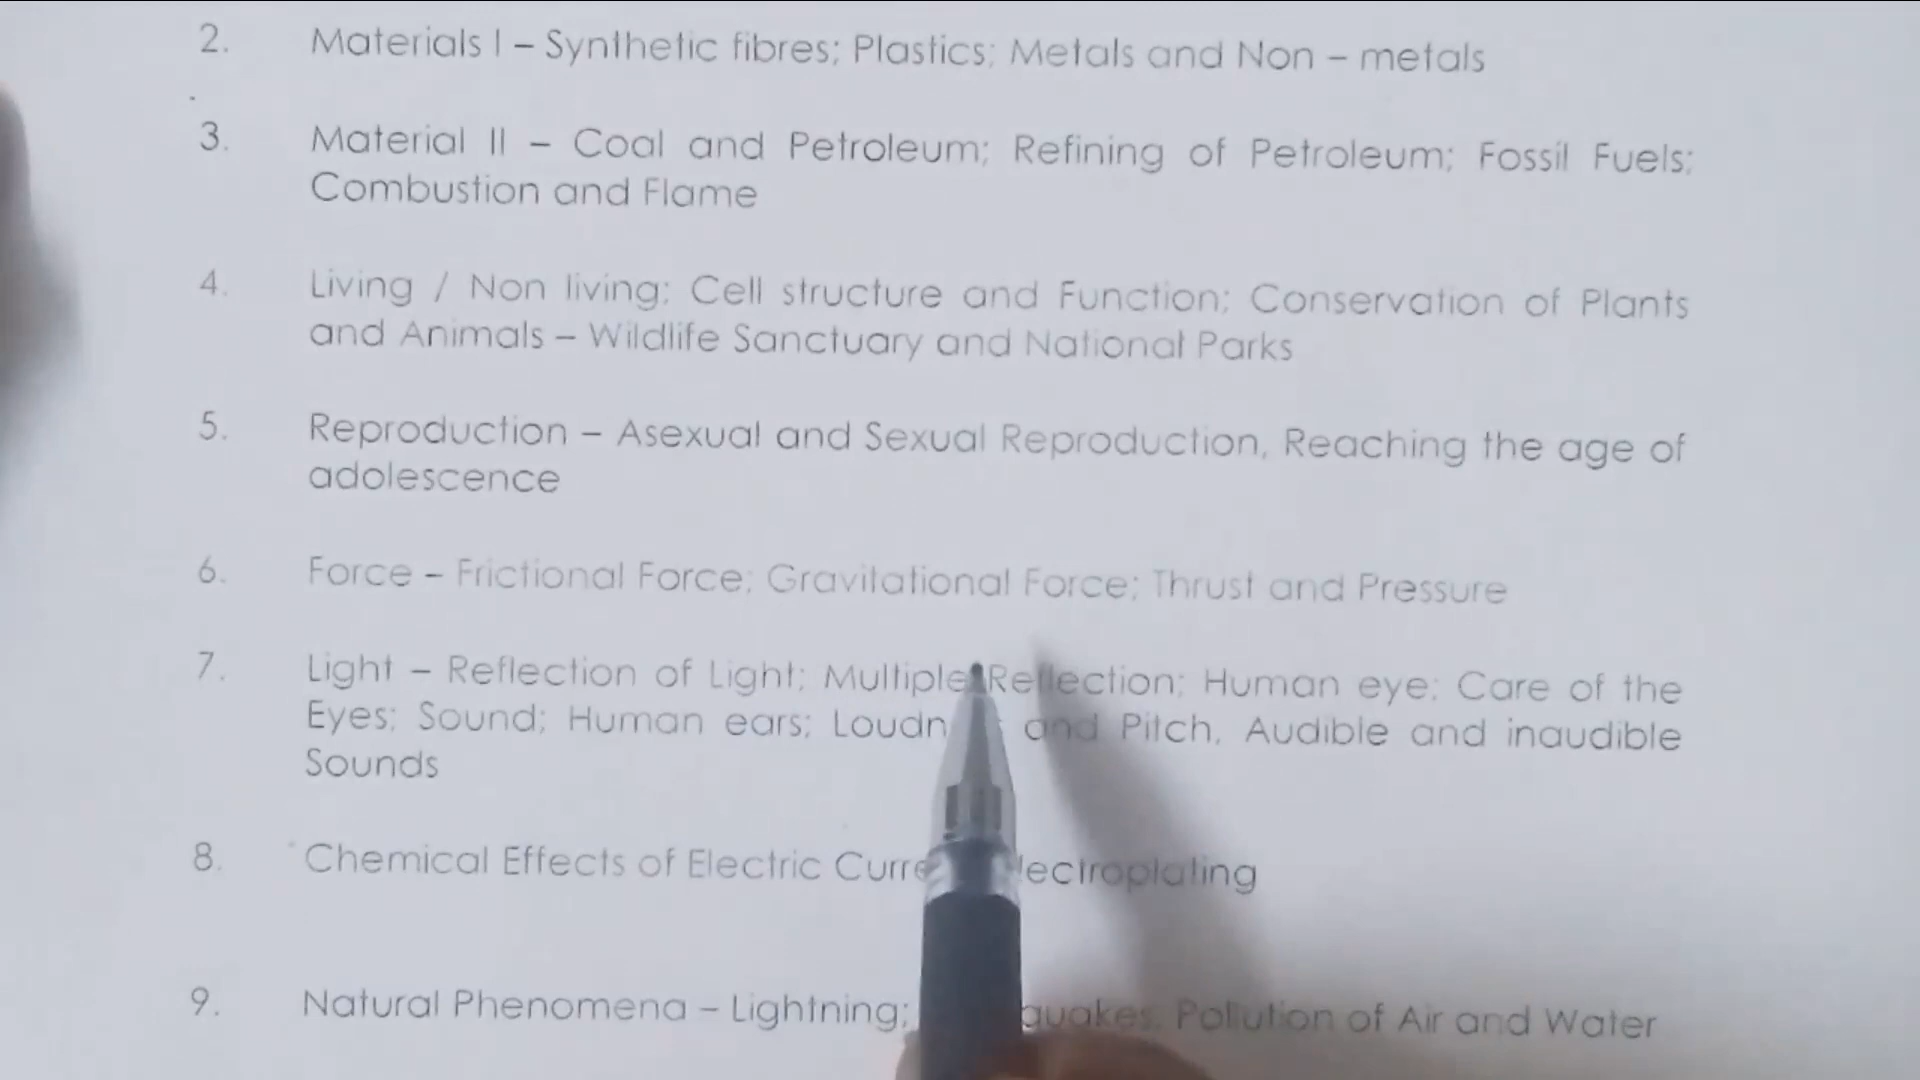 2. Materials I – Synthetic fibres; Plastics; Metals and Non – metals
3. Material II – Coal and Petroleum; Refining of Petroleum; Fossil Fuels;
Combustion and Flame
4. Living / Non living; Cell structure and Function; Conservation of Plants
and Animals – Wildlife Sanctuary and National Parks
5. Reproduction – Asexual and Sexual Reproduction, Reaching the age of
adolescence
6. Force – Frictional Force; Gravitational Force; Thrust and Pressure
7. Light – Reflection of Light; Multiple Reflection; Human eye; Care of the
Eyes; Sound; Human ears; and Pitch, Audible and inaudible
Sounds
8. Chemical Effects of Electric
9. Natural Phenomena – Lightning; Pollution of Air and Water